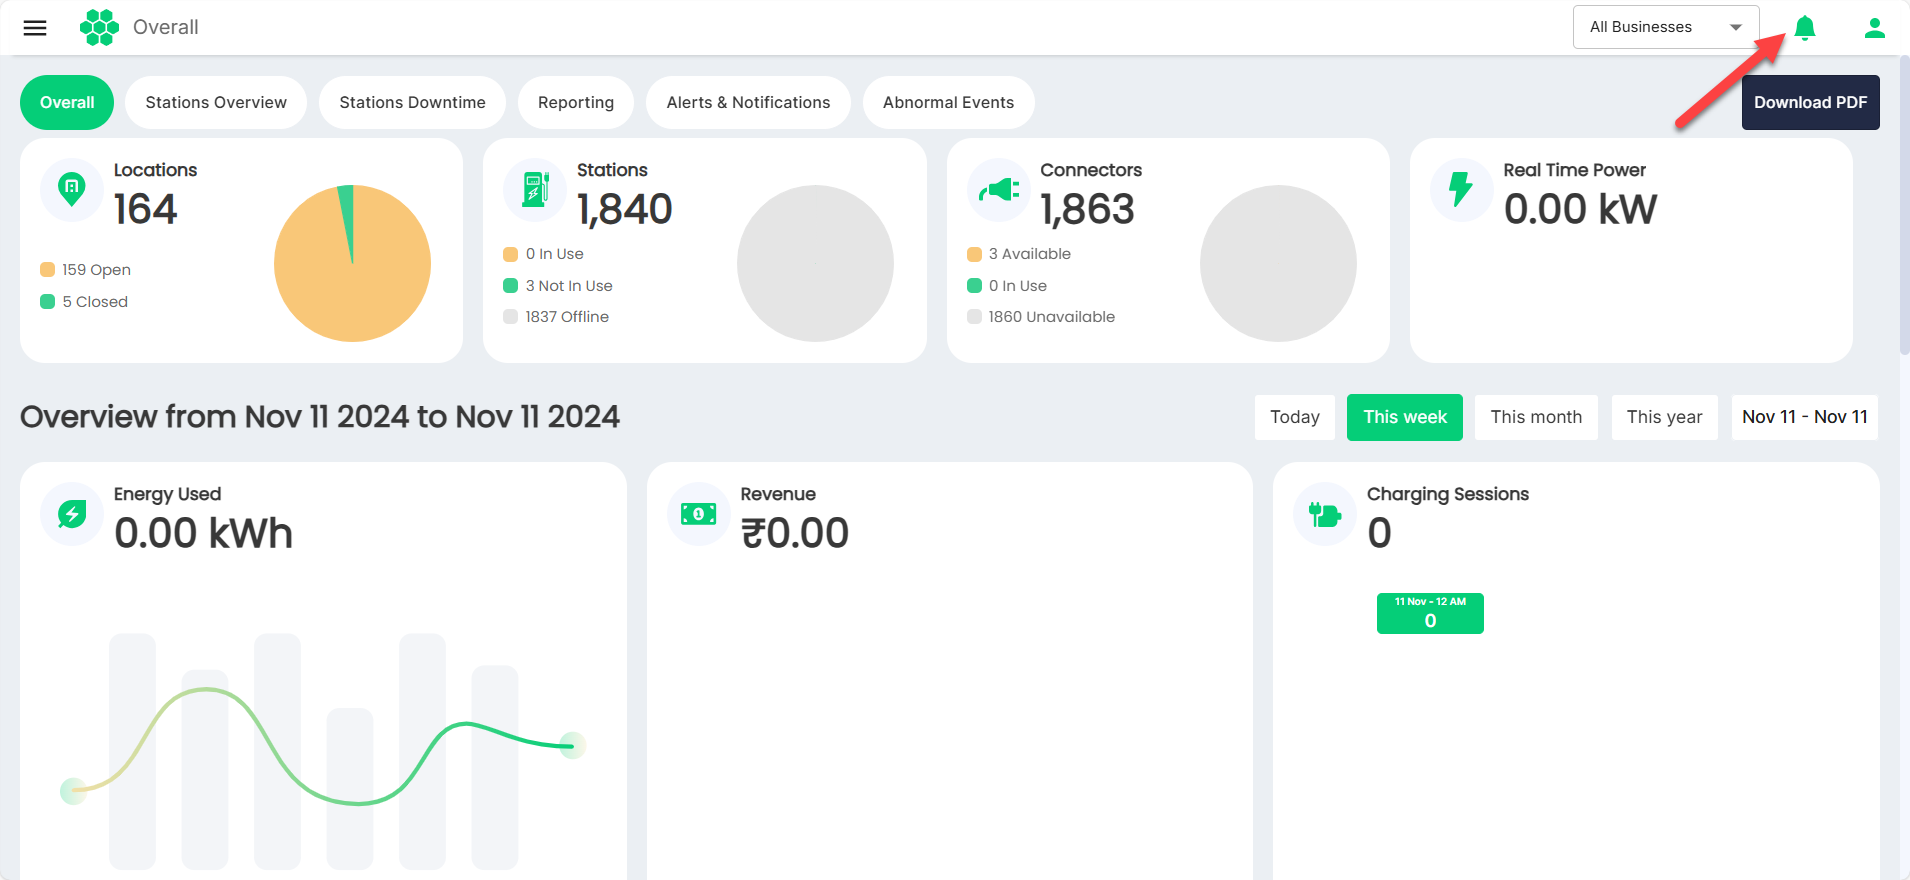 Overall
All Businesses
Overall
Stations Overview
Stations Downtime
Reporting
Alerts & Notifications
Abnormal Events
Download PDF
Locations
164
159 Open
5 Closed
Stations
1,840
0 In Use
3 Not In Use
1837 Offline
Connectors
1,863
3 Available
0 In Use
1860 Unavailable
Real Time Power
0.00 kW
Overview from Nov 11 2024 to Nov 11 2024
Today
This week
This month
This year
Nov 11 - Nov 11
Energy Used
0.00 kWh
Revenue
₹0.00
Charging Sessions
0
11 Nov - 12 AM
0